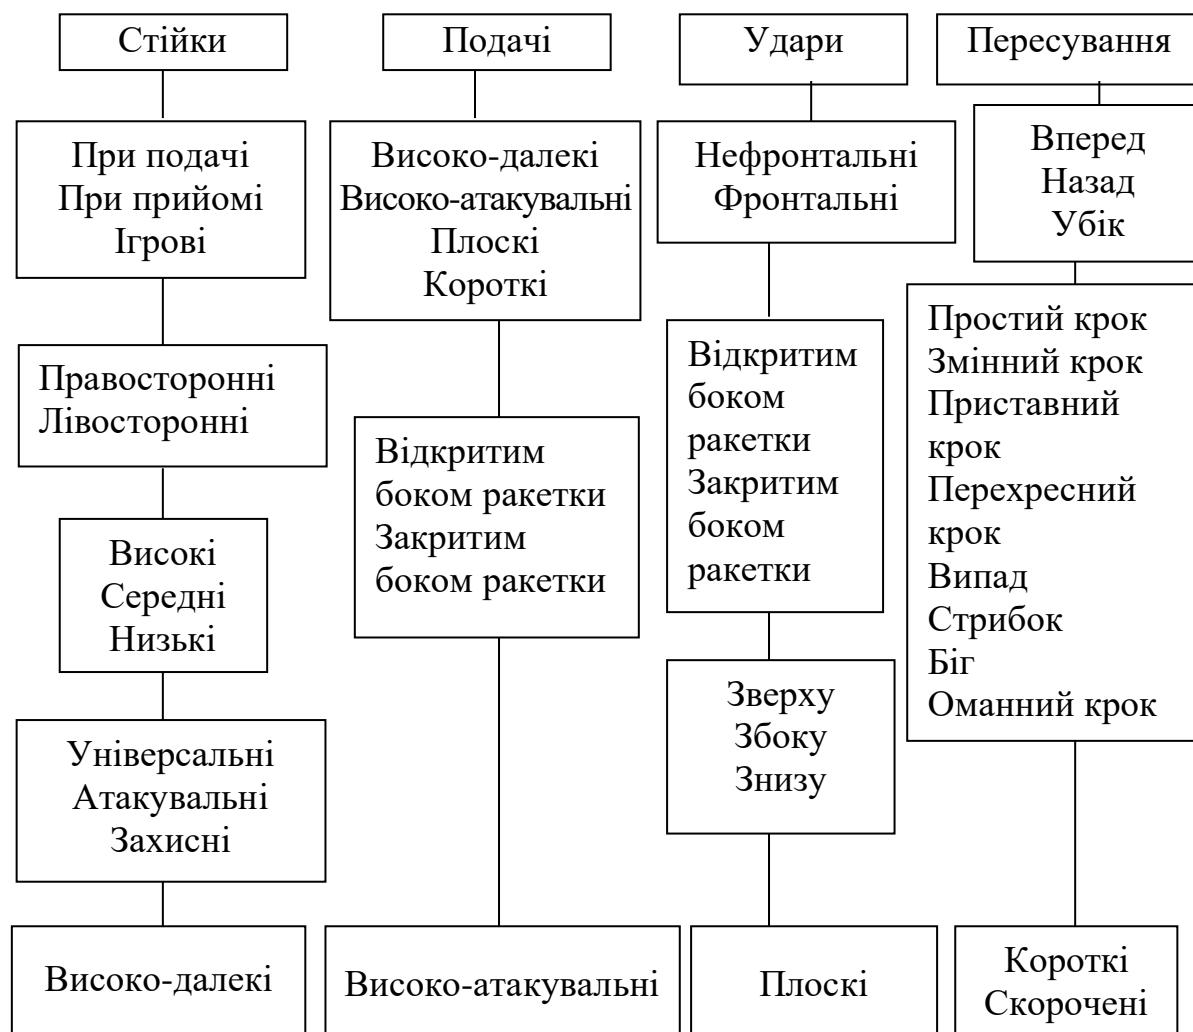 Стійки
Подачі
Удари
Пересування
При подачі
При прийомі
Ігрові
Високо-далекі
Високо-атакувальні
Плоскі
Короткі
Нефронтальні
Фронтальні
Вперед
Назад
Убік
Правосторонні
Лівосторонні
Відкритим
боком ракетки
Закритим
боком ракетки
Відкритим
боком
ракетки
Закритим
боком
ракетки
Простий крок
Змінний крок
Приставний
крок
Перехресний
крок
Випад
Стрибок
Біг
Оманний крок
Високі
Середні
Низькі
Зверху
Збоку
Знизу
Універсальні
Атакувальні
Захисні
Високо-далекі
Високо-атакувальні
Плоскі
Короткі
Скорочені